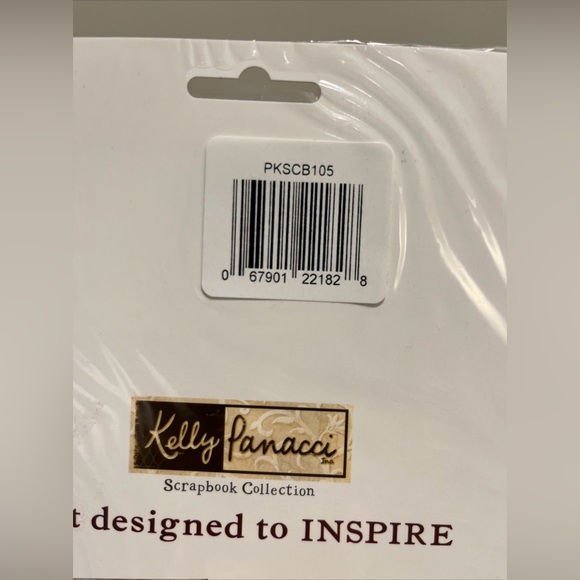 PKSCB105
0 67901 22182 8
Kelly Panacci
Inc.
Scrapbook Collection
t designed to INSPIRE